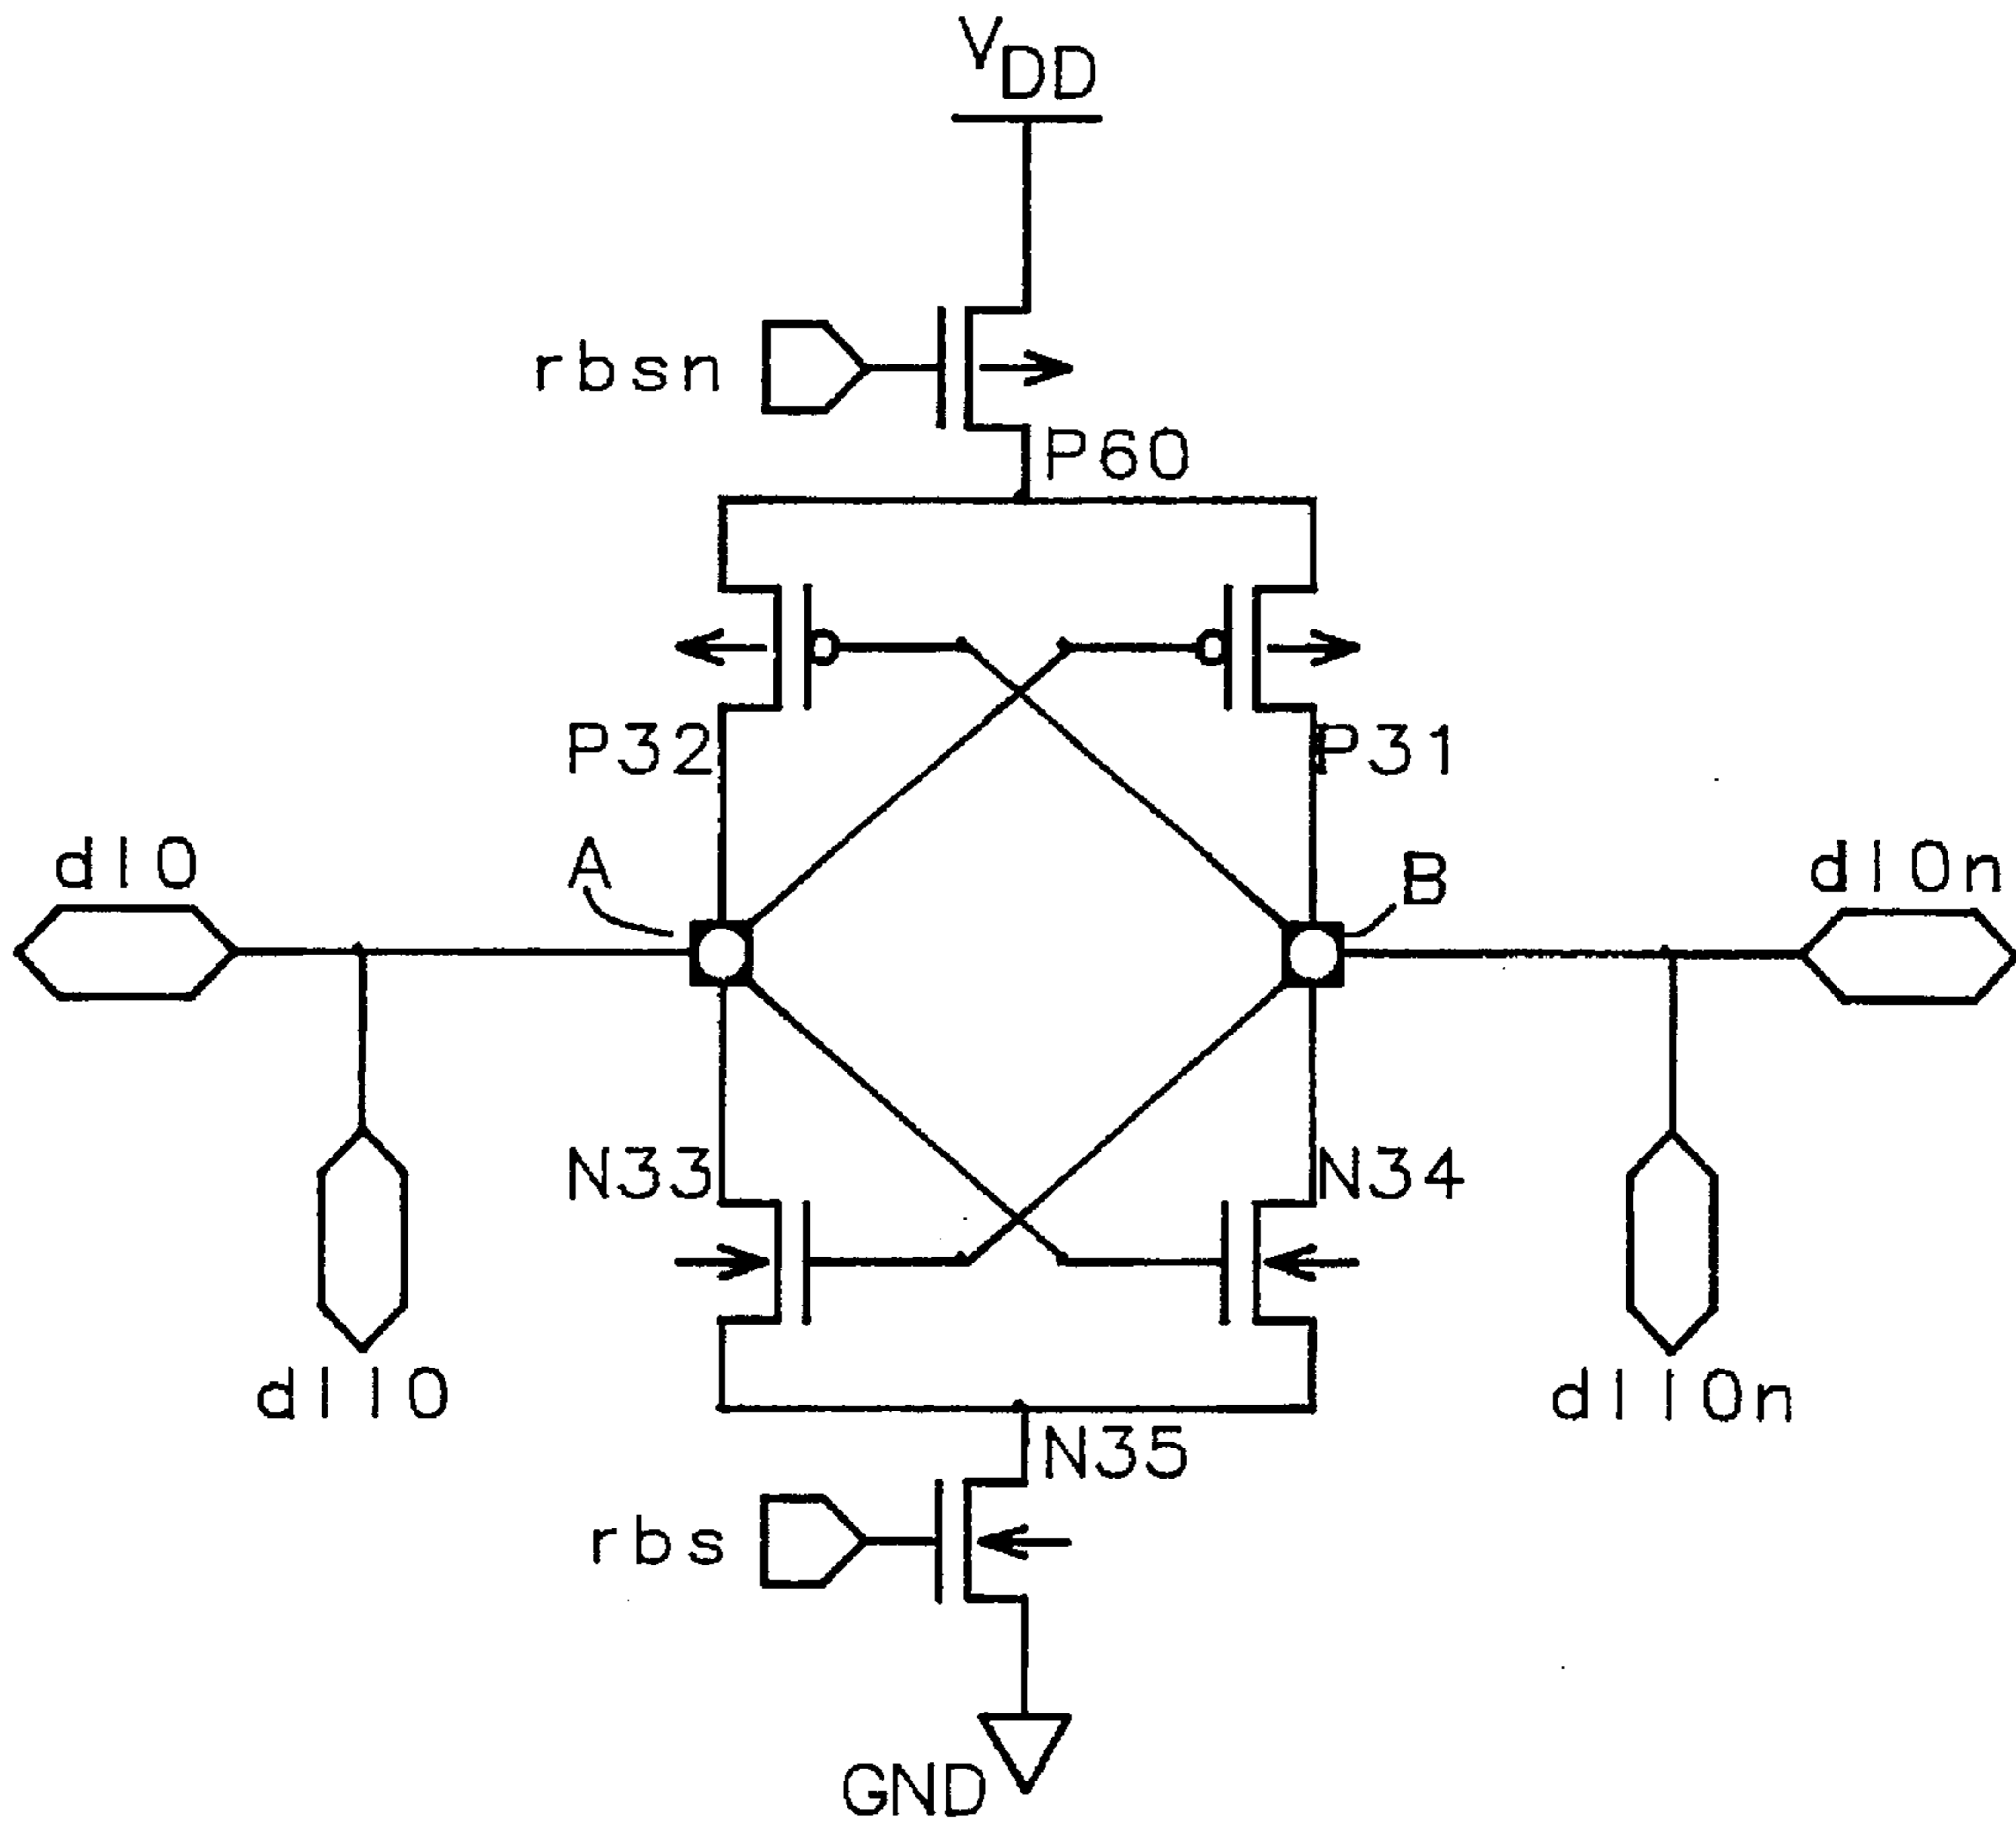 VDD
rbsn
P60
P32
P31
dl0
A
B
dl0n
N33
N34
dll0
dll0n
N35
rbs
GND